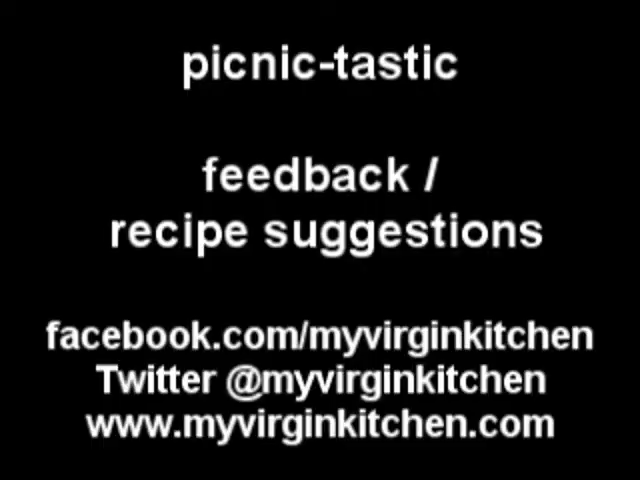 picnic-tastic
feedback /
recipe suggestions
facebook.com/myvirginkitchen
Twitter @myvirginkitchen
www.myvirginkitchen.com